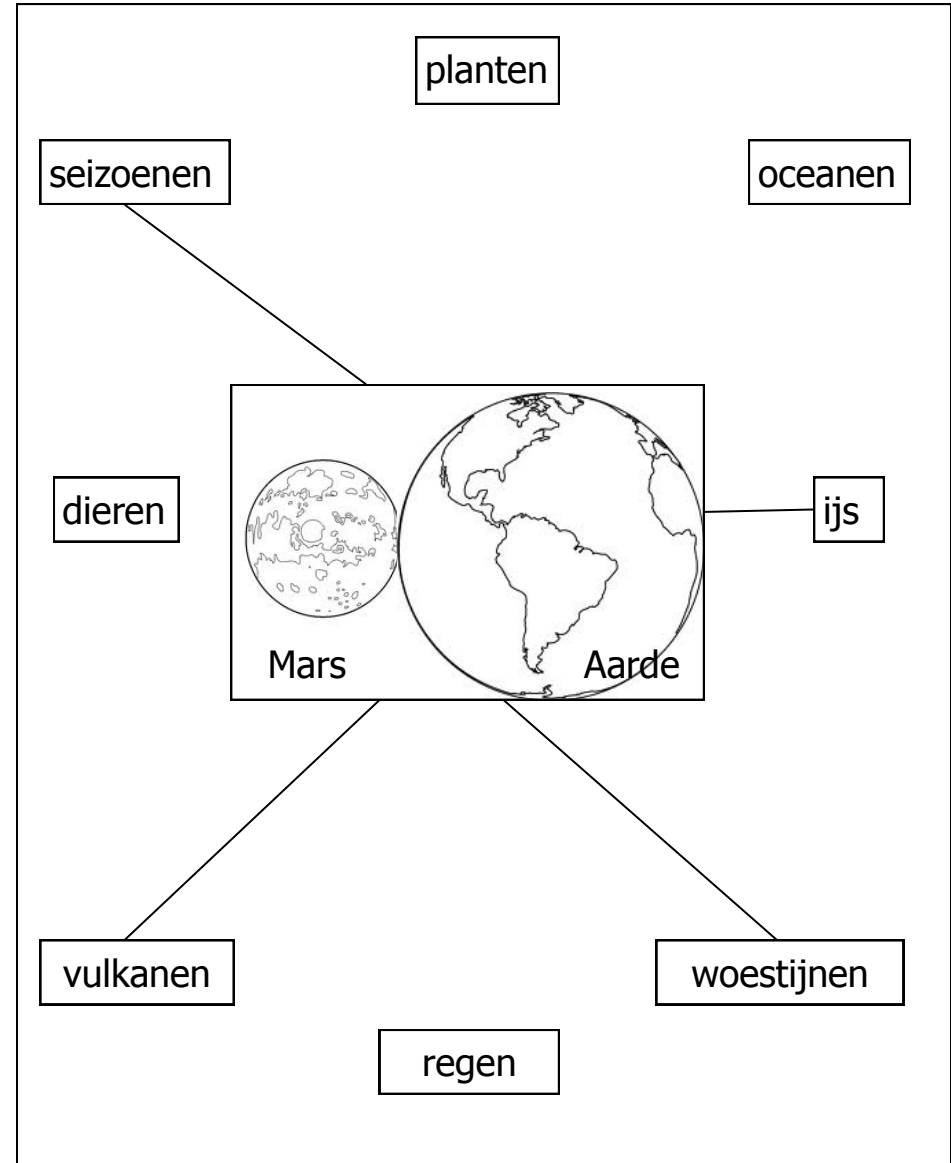 planten
seizoenen
oceanen
dieren
ijs
Mars
Aarde
vulkanen
woestijnen
regen